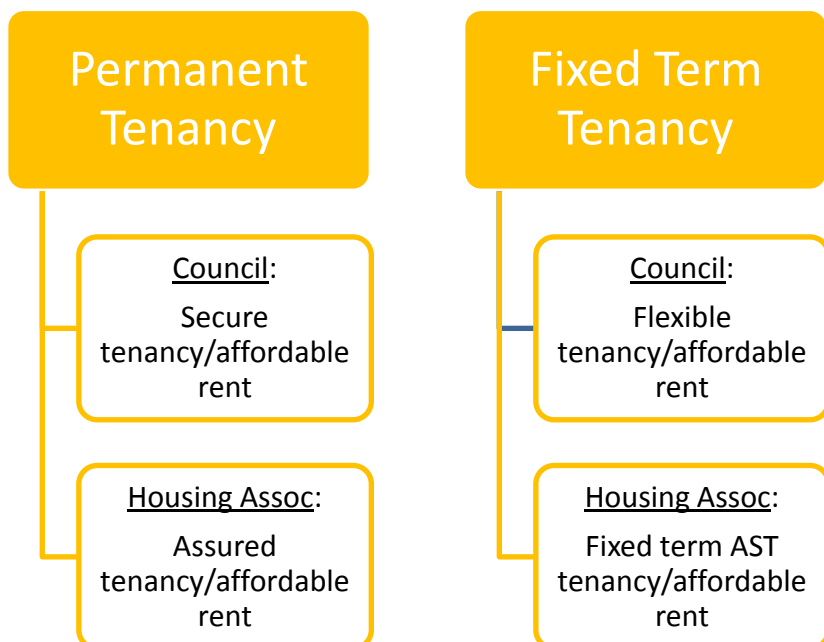 Permanent
Tenancy
Council:
Secure
tenancy/affordable
rent
Housing Assoc:
Assured
tenancy/affordable
rent
Fixed Term
Tenancy
Council:
Flexible
tenancy/affordable
rent
Housing Assoc:
Fixed term AST
tenancy/affordable
rent